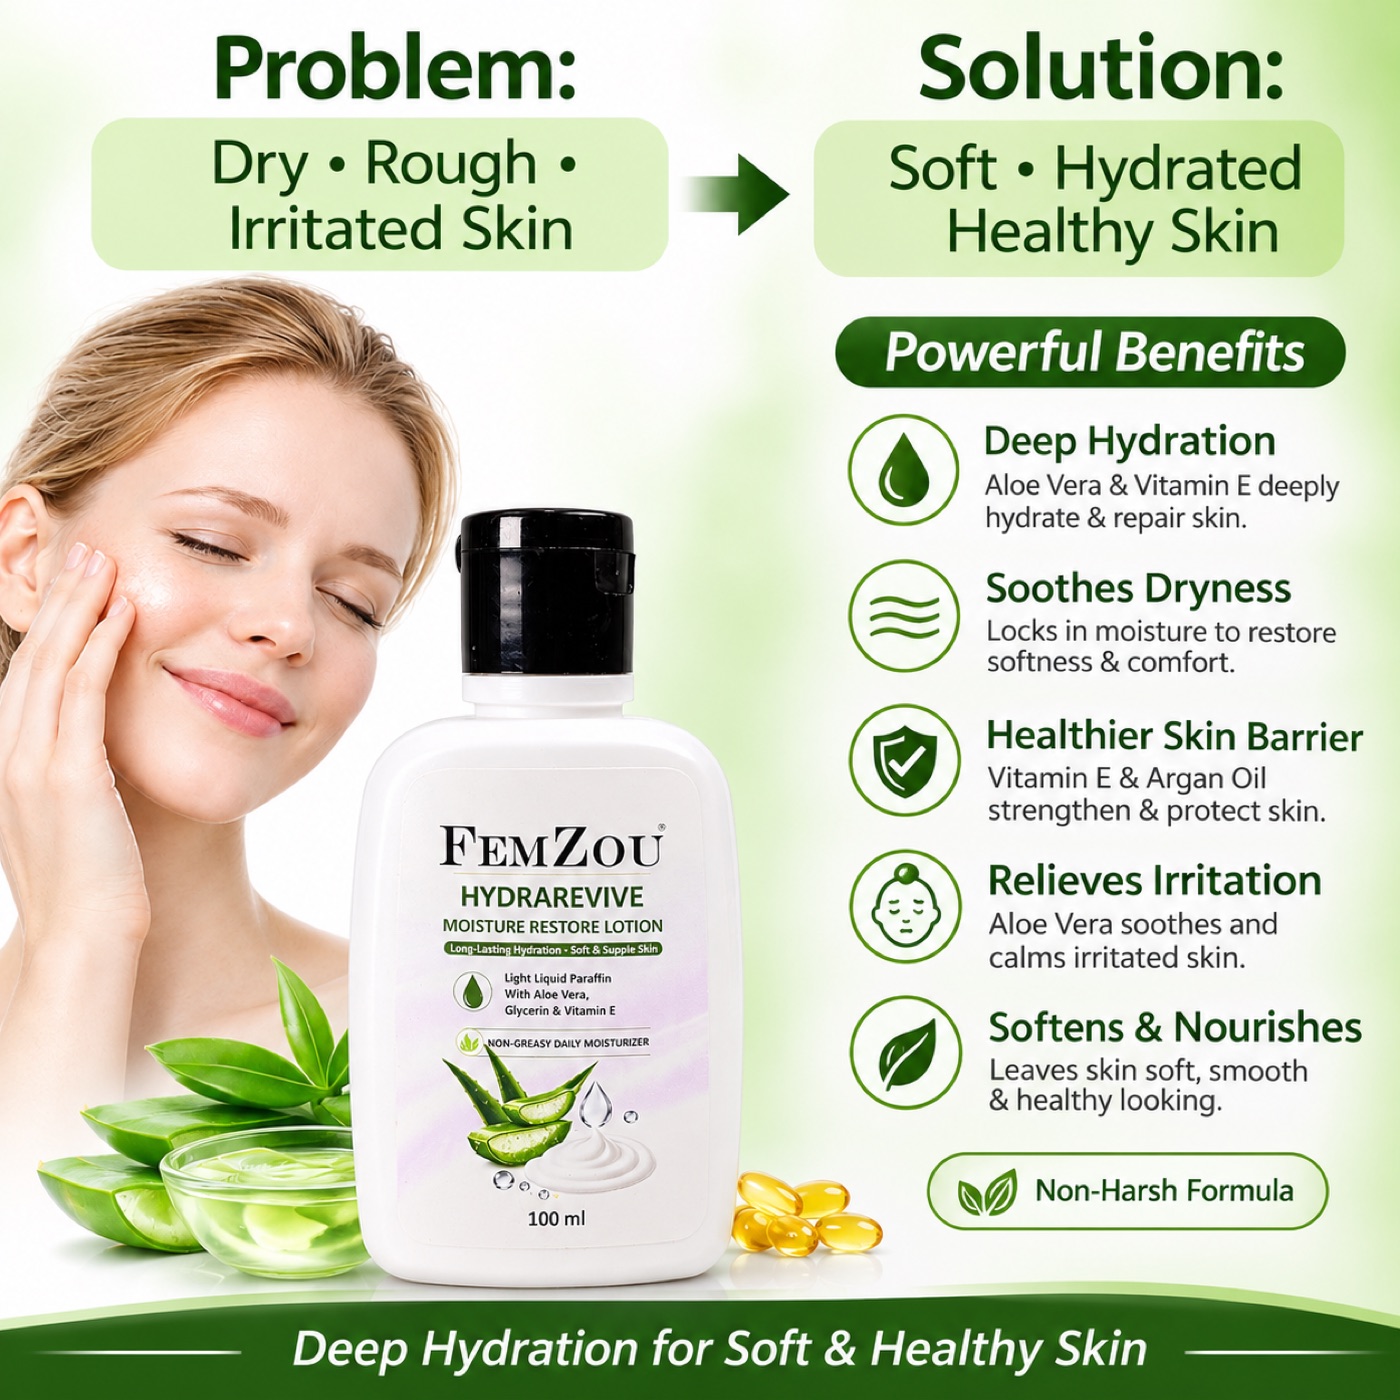 Problem:
Dry • Rough •
Irritated Skin
Solution:
Soft • Hydrated
Healthy Skin
Powerful Benefits
Deep Hydration
Aloe Vera & Vitamin E deeply
hydrate & repair skin.
Soothes Dryness
Locks in moisture to restore
softness & comfort.
Healthier Skin Barrier
Vitamin E & Argan Oil
strengthen & protect skin.
Relieves Irritation
Aloe Vera soothes and
calms irritated skin.
Softens & Nourishes
Leaves skin soft, smooth
& healthy looking.
Non-Harsh Formula
FEMZOU®
HYDRAREVIVE
MOISTURE RESTORE LOTION
Long-Lasting Hydration - Soft & Supple Skin
Light Liquid Paraffin
With Aloe Vera,
Glycerin & Vitamin E
NON-GREASY DAILY MOISTURIZER
100 ml
Deep Hydration for Soft & Healthy Skin